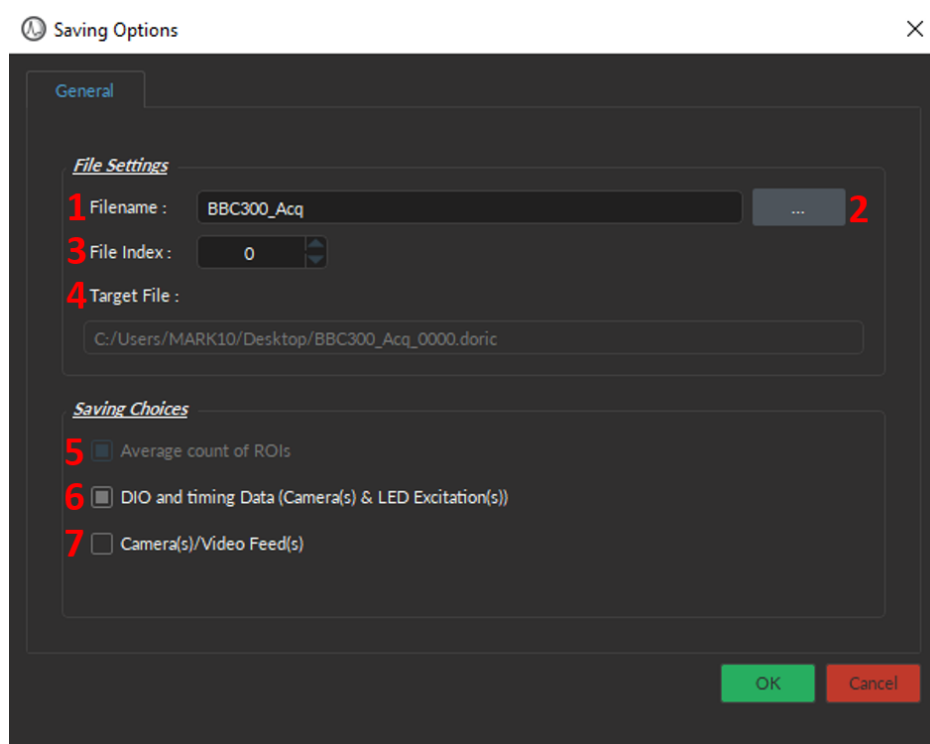 Saving Options
General
File Settings
1 Filename : BBC300_Acq ... 2
3 File Index : 0
4 Target File :
C:/Users/MARK10/Desktop/BBC300_Acq_0000.doric
Saving Choices
5 Average count of ROIs
6 DIO and timing Data (Camera(s) & LED Excitation(s))
7 Camera(s)/Video Feed(s)
OK Cancel